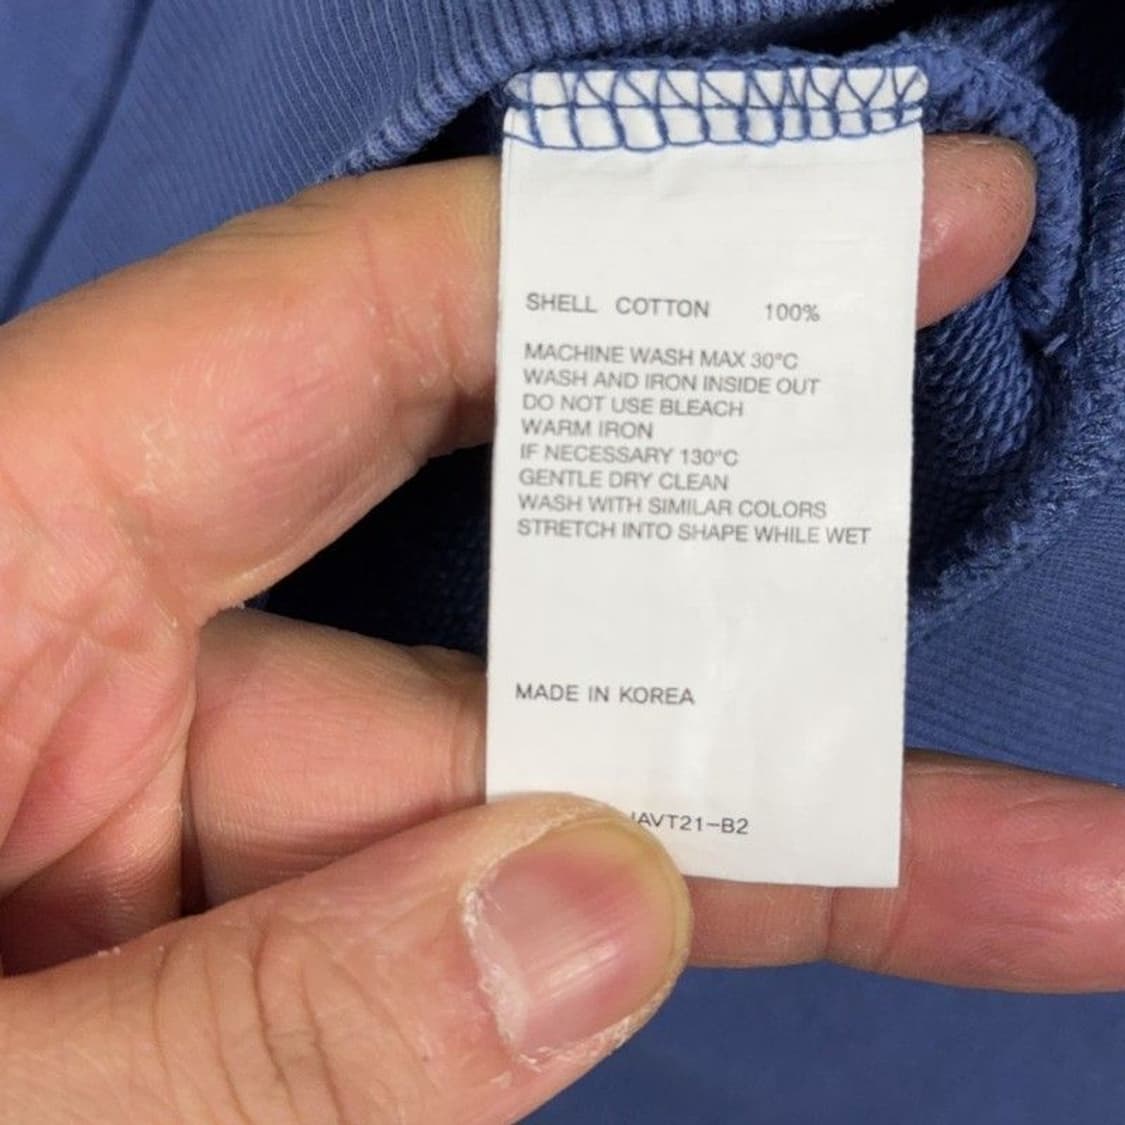 SHELL COTTON 100%
MACHINE WASH MAX 30°C
WASH AND IRON INSIDE OUT
DO NOT USE BLEACH
WARM IRON
IF NECESSARY 130°C
GENTLE DRY CLEAN
WASH WITH SIMILAR COLORS
STRETCH INTO SHAPE WHILE WET
MADE IN KOREA